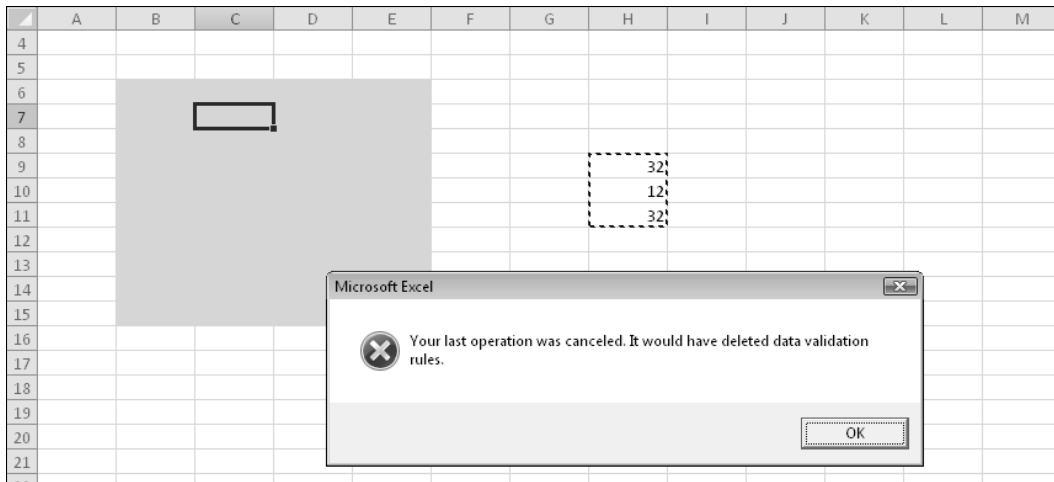 A B C D E F G H I J K L M
4
5
6
7
8
9 32
10 12
11 32
12
13
14 Microsoft Excel
15
16 Your last operation was canceled. It would have deleted data validation
17 rules.
18
19
20 OK
21